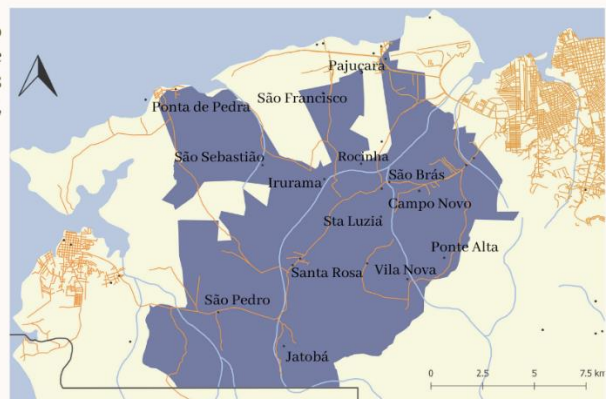 Pajuçara
São Francisco
Ponta de Pedra
São Sebastião
Rocinha
Irurama
São Brás
Campo Novo
Sta Luzia
Ponte Alta
Santa Rosa
Vila Nova
São Pedro
Jatobá
0 2.5 5 7.5 km